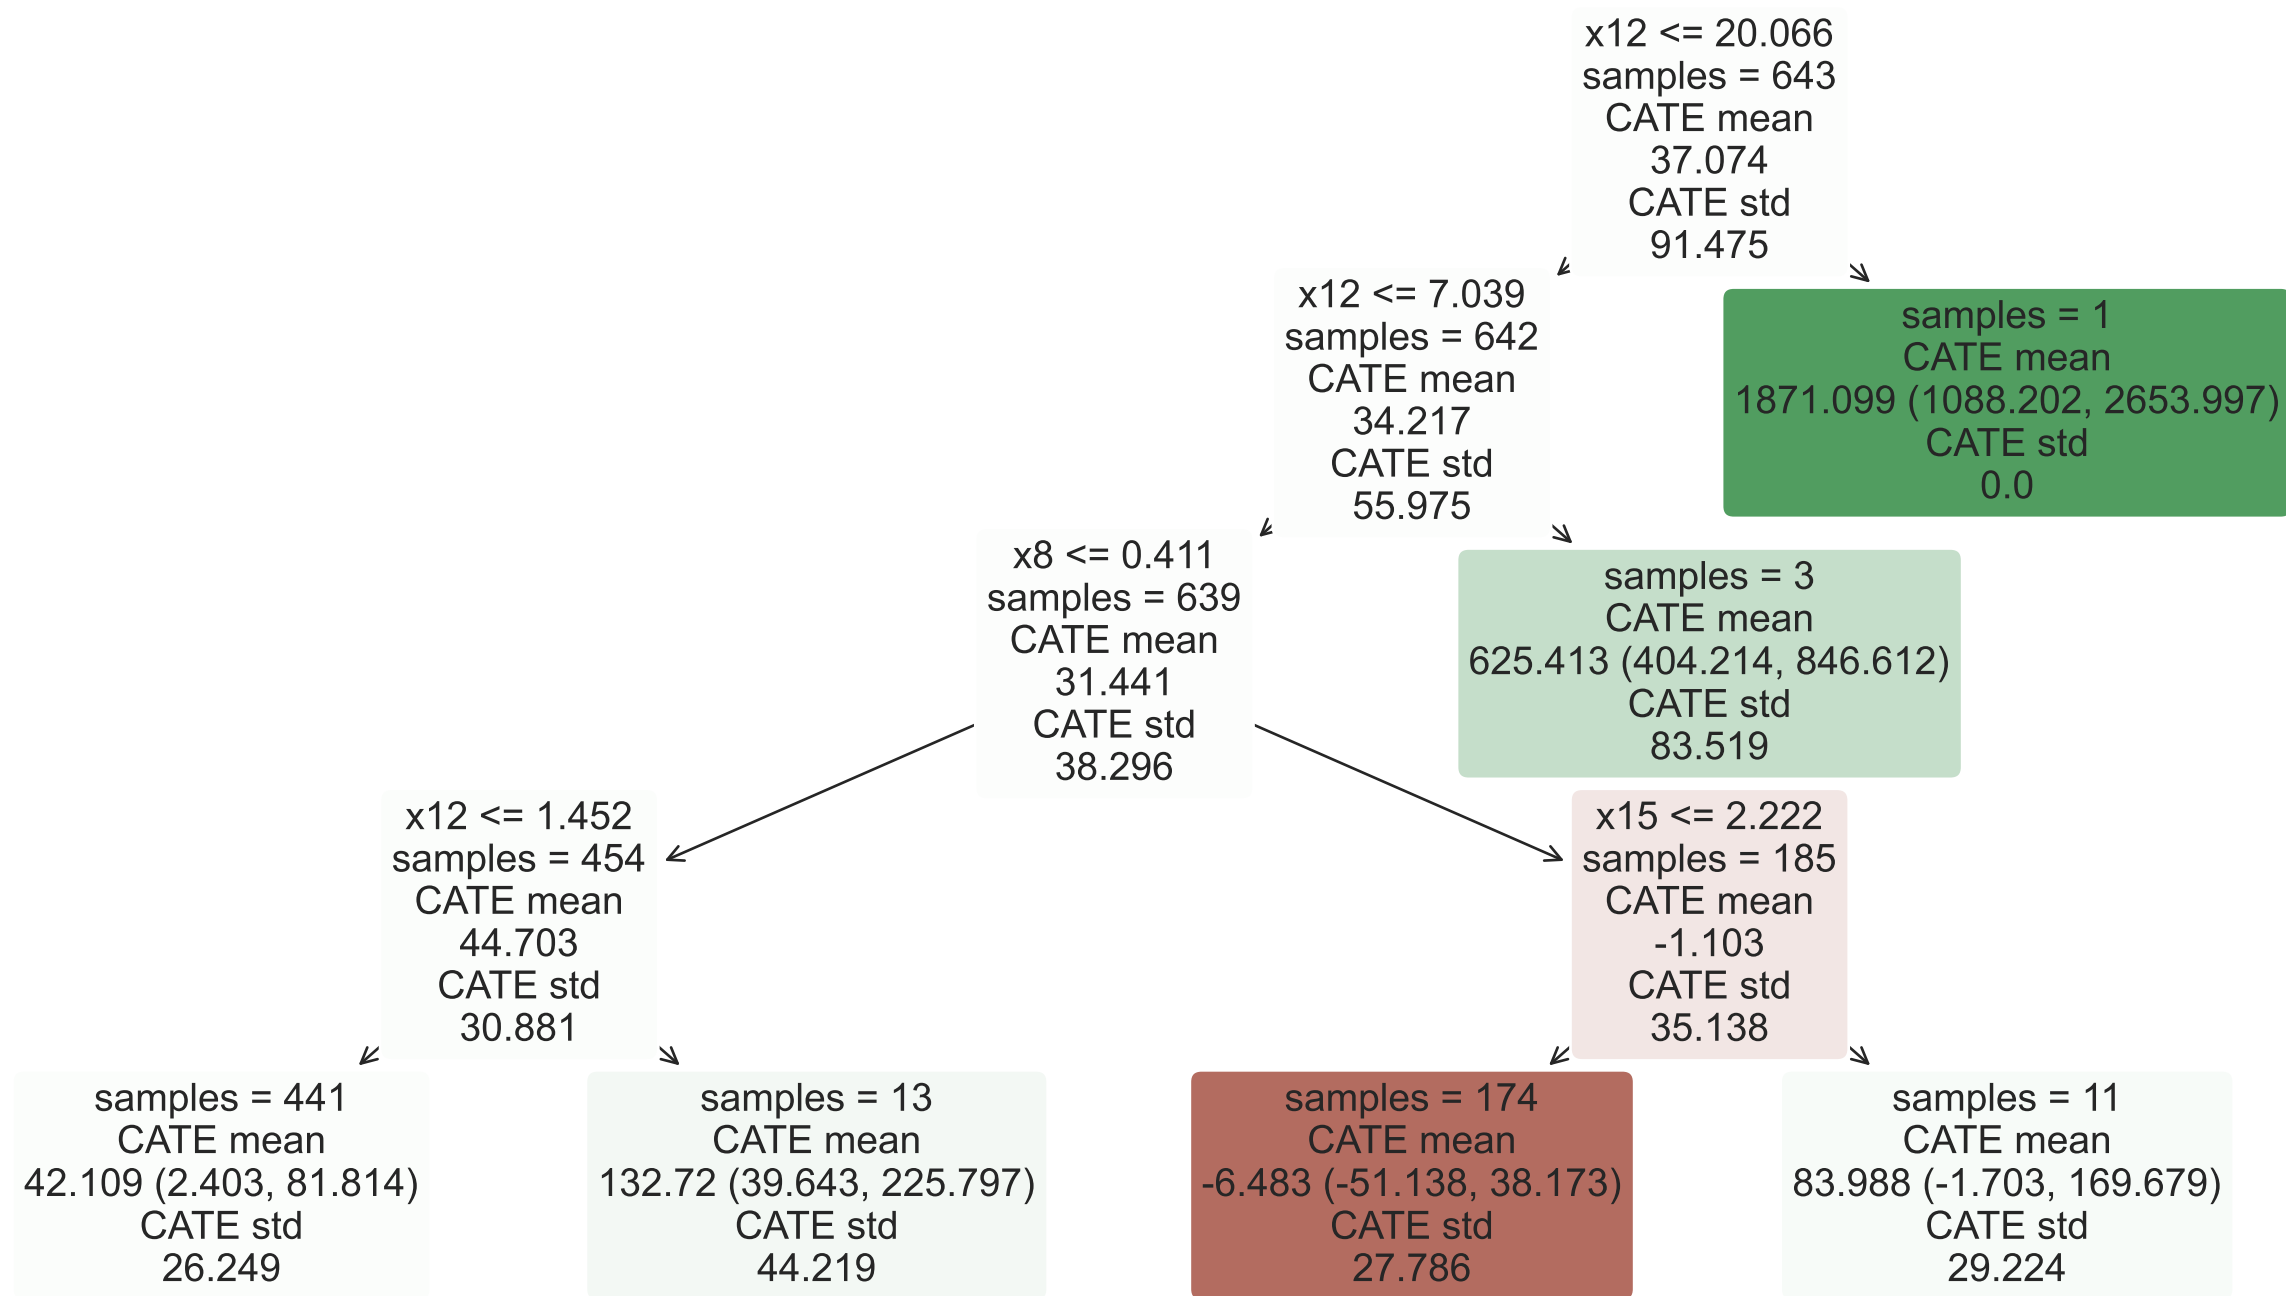 x12 <= 20.066
samples = 643
CATE mean
37.074
CATE std
91.475
x12 <= 7.039
samples = 642
CATE mean
34.217
CATE std
55.975
samples = 1
CATE mean
1871.099 (1088.202, 2653.997)
CATE std
0.0
x8 <= 0.411
samples = 639
CATE mean
31.441
CATE std
38.296
samples = 3
CATE mean
625.413 (404.214, 846.612)
CATE std
83.519
x12 <= 1.452
samples = 454
CATE mean
44.703
CATE std
30.881
x15 <= 2.222
samples = 185
CATE mean
-1.103
CATE std
35.138
samples = 441
CATE mean
42.109 (2.403, 81.814)
CATE std
26.249
samples = 13
CATE mean
132.72 (39.643, 225.797)
CATE std
44.219
samples = 174
CATE mean
-6.483 (-51.138, 38.173)
CATE std
27.786
samples = 11
CATE mean
83.988 (-1.703, 169.679)
CATE std
29.224